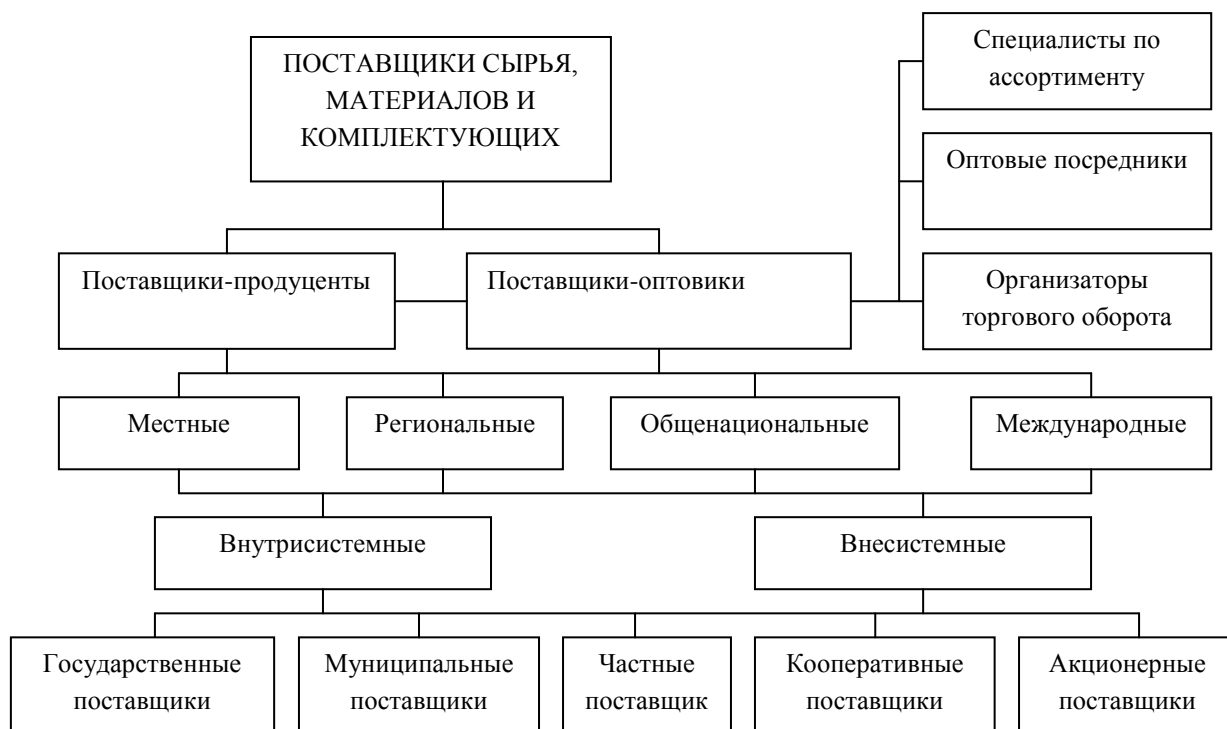 ПОСТАВЩИКИ СЫРЬЯ,
МАТЕРИАЛОВ И
КОМПЛЕКТУЮЩИХ
Специалисты по
ассортименту
Оптовые посредники
Организаторы
торгового оборота
Поставщики-продуценты
Поставщики-оптовики
Местные
Региональные
Общенациональные
Международные
Внутрисистемные
Внесистемные
Государственные
поставщики
Муниципальные
поставщики
Частные
поставщик
Кооперативные
поставщики
Акционерные
поставщики